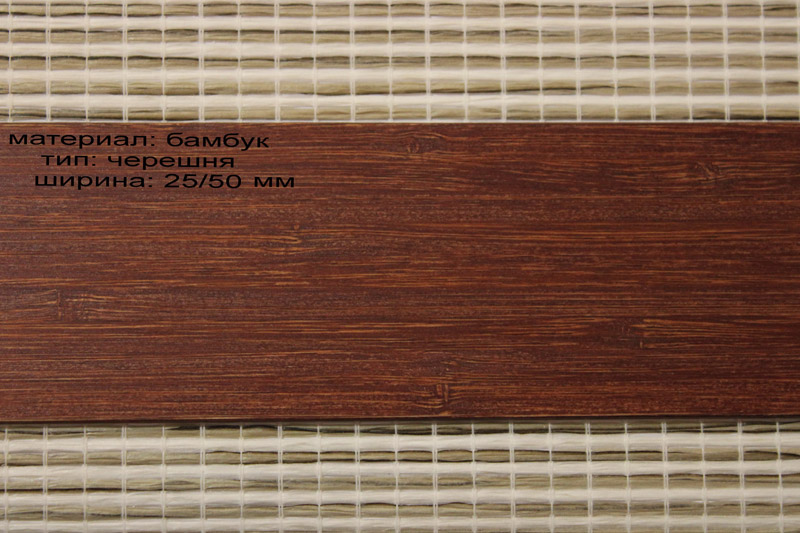 материал: бамбук
тип: черешня
ширина: 25/50 мм